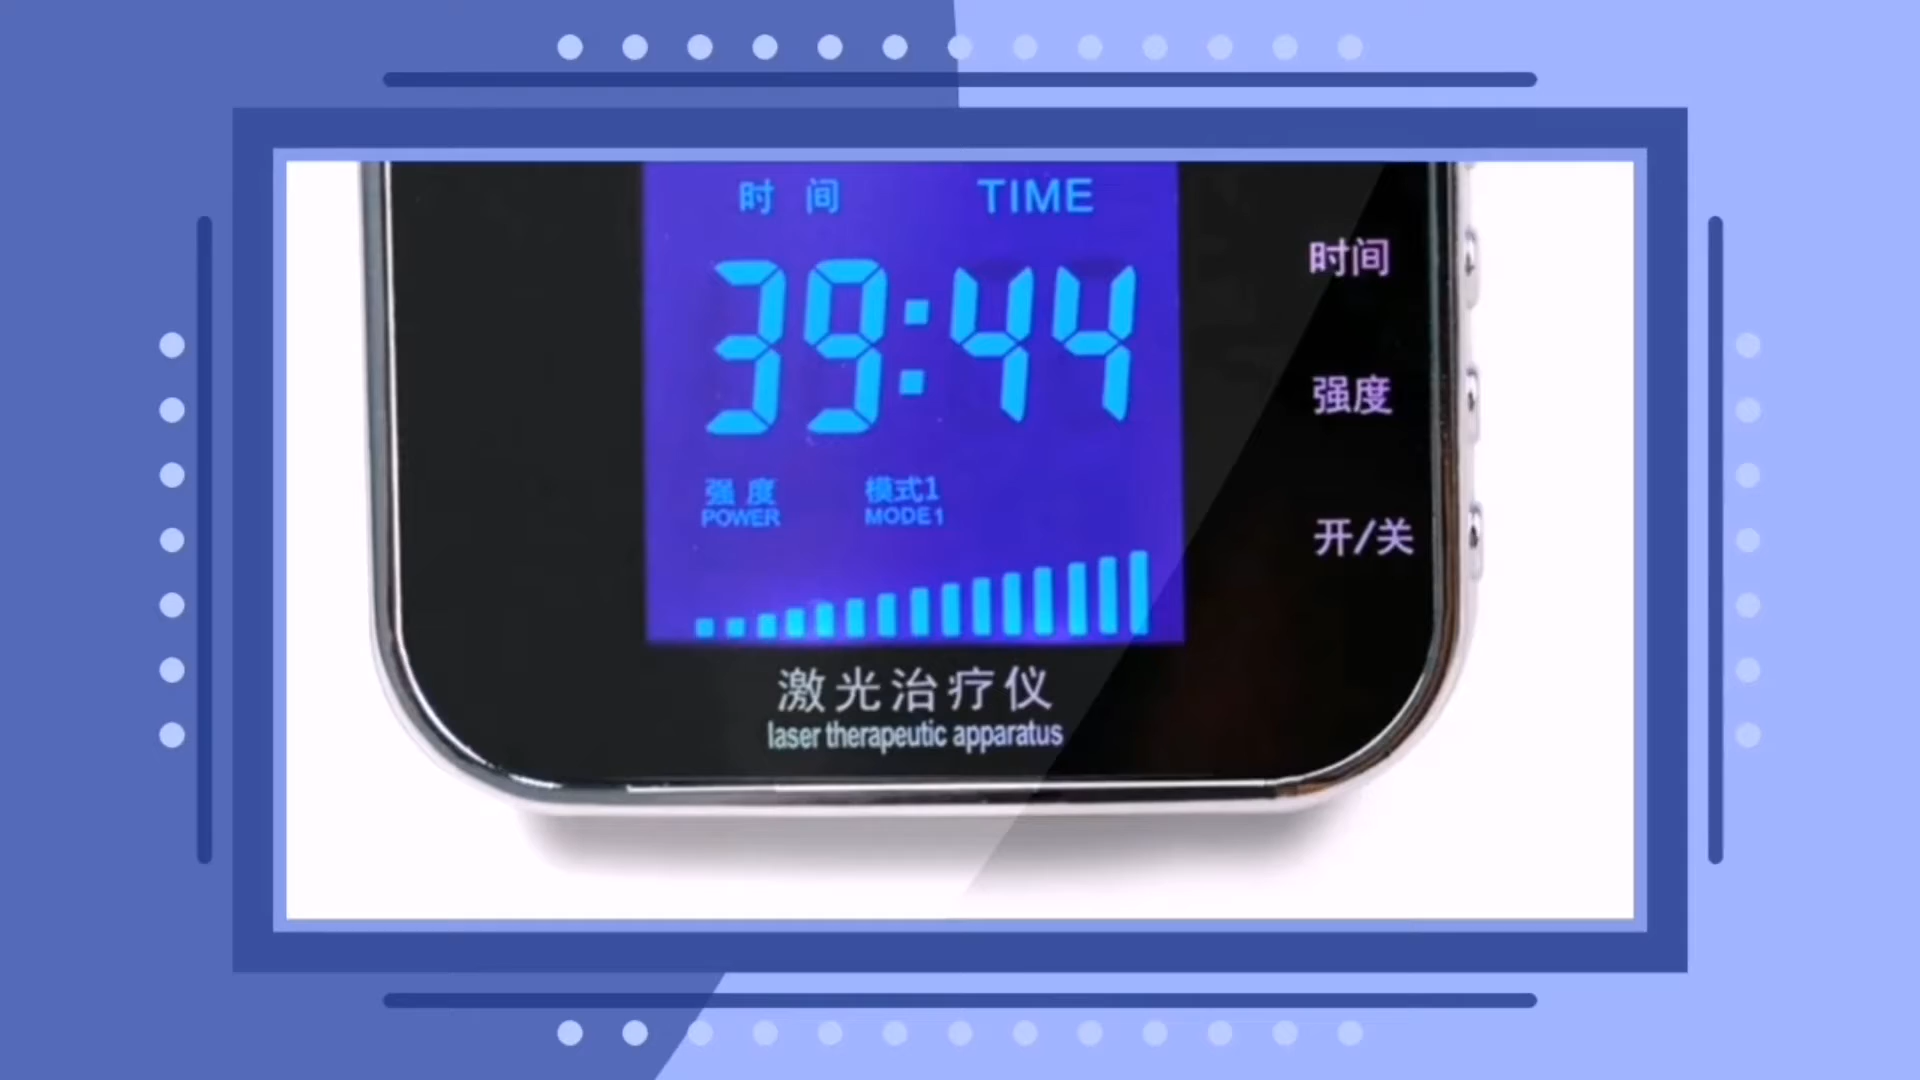 时 间 TIME
39:44
强 度 模式1
POWER MODE1
激光治疗仪
laser therapeutic apparatus
时间
强度
开/关